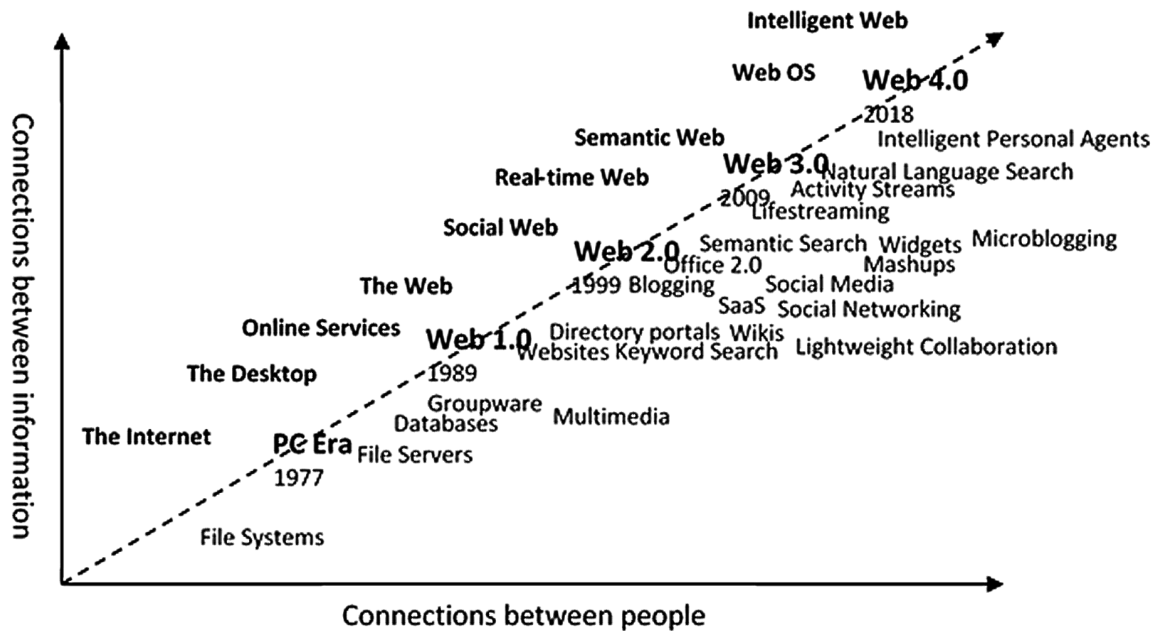 Intelligent Web
Web OS
Web 4.0
2018
Intelligent Personal Agents
Semantic Web
Web 3.0
Natural Language Search
Real-time Web
2009
Activity Streams
Lifestreaming
Social Web
Web 2.0
Semantic Search
Widgets
Microblogging
Office 2.0
Mashups
The Web
1999
Blogging
Social Media
SaaS
Social Networking
Online Services
Web 1.0
Directory portals
Wikis
Websites
Keyword Search
Lightweight Collaboration
The Desktop
1989
Groupware
Multimedia
Databases
The Internet
PC Era
File Servers
1977
File Systems
Connections between information
Connections between people